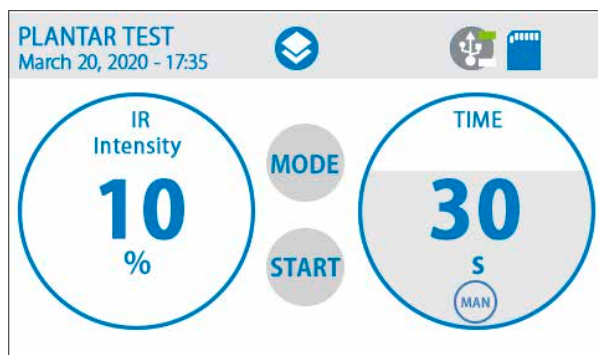 PLANTAR TEST
March 20, 2020 - 17:35
IR
Intensity
10
%
MODE
START
TIME
30
s
MAN